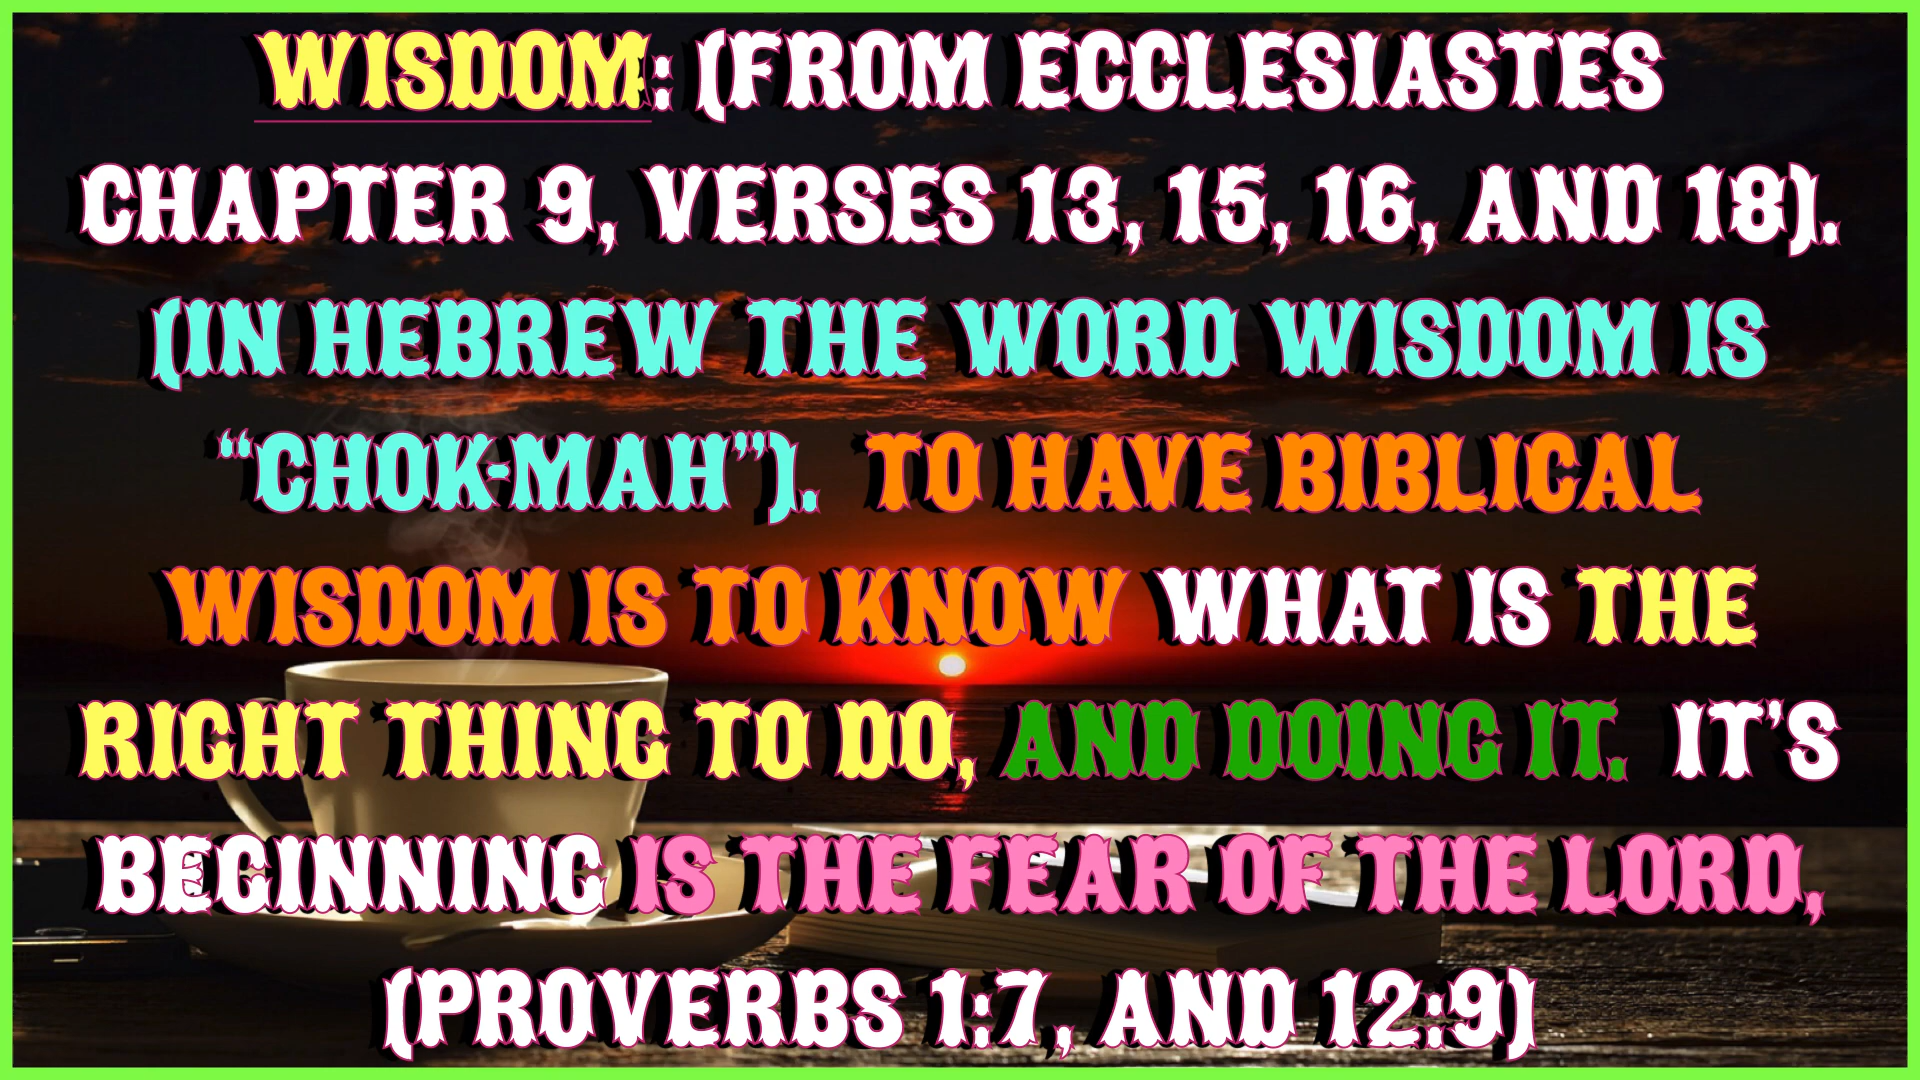 WISDOM: (FROM ECCLESIASTES
CHAPTER 9, VERSES 13, 15, 16, AND 18).
(IN HEBREW THE WORD WISDOM IS
“CHOK-MAH”). TO HAVE BIBLICAL
WISDOM IS TO KNOW WHAT IS THE
RIGHT THING TO DO, AND DOING IT. IT’S
BEGINNING IS THE FEAR OF THE LORD,
(PROVERBS 1:7, AND 12:9)